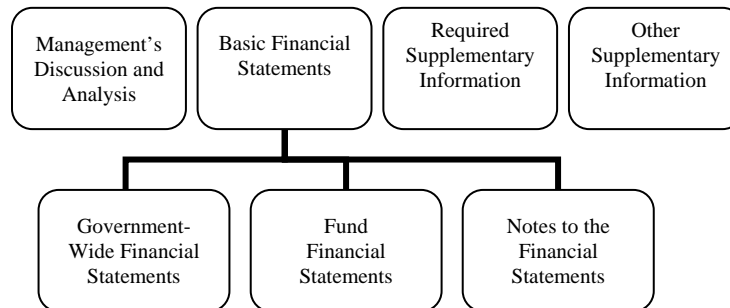 Management’s
Discussion and
Analysis
Basic Financial
Statements
Required
Supplementary
Information
Other
Supplementary
Information
Government-
Wide Financial
Statements
Fund
Financial
Statements
Notes to the
Financial
Statements